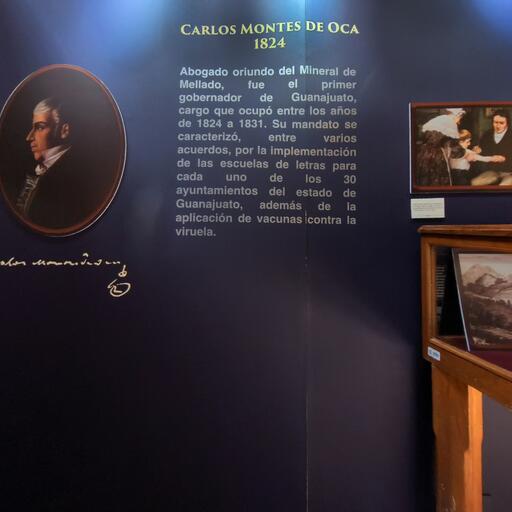 CARLOS MONTES DE OCA
1824
Abogado oriundo del Mineral de
Mellado, fue el primer
gobernador de Guanajuato,
cargo que ocupó entre los años
de 1824 a 1831. Su mandato se
caracterizó, entre varios
acuerdos, por la implementación
de las escuelas de letras para
cada uno de los 30
ayuntamientos del estado de
Guanajuato, además de la
aplicación de vacunas contra la
viruela.